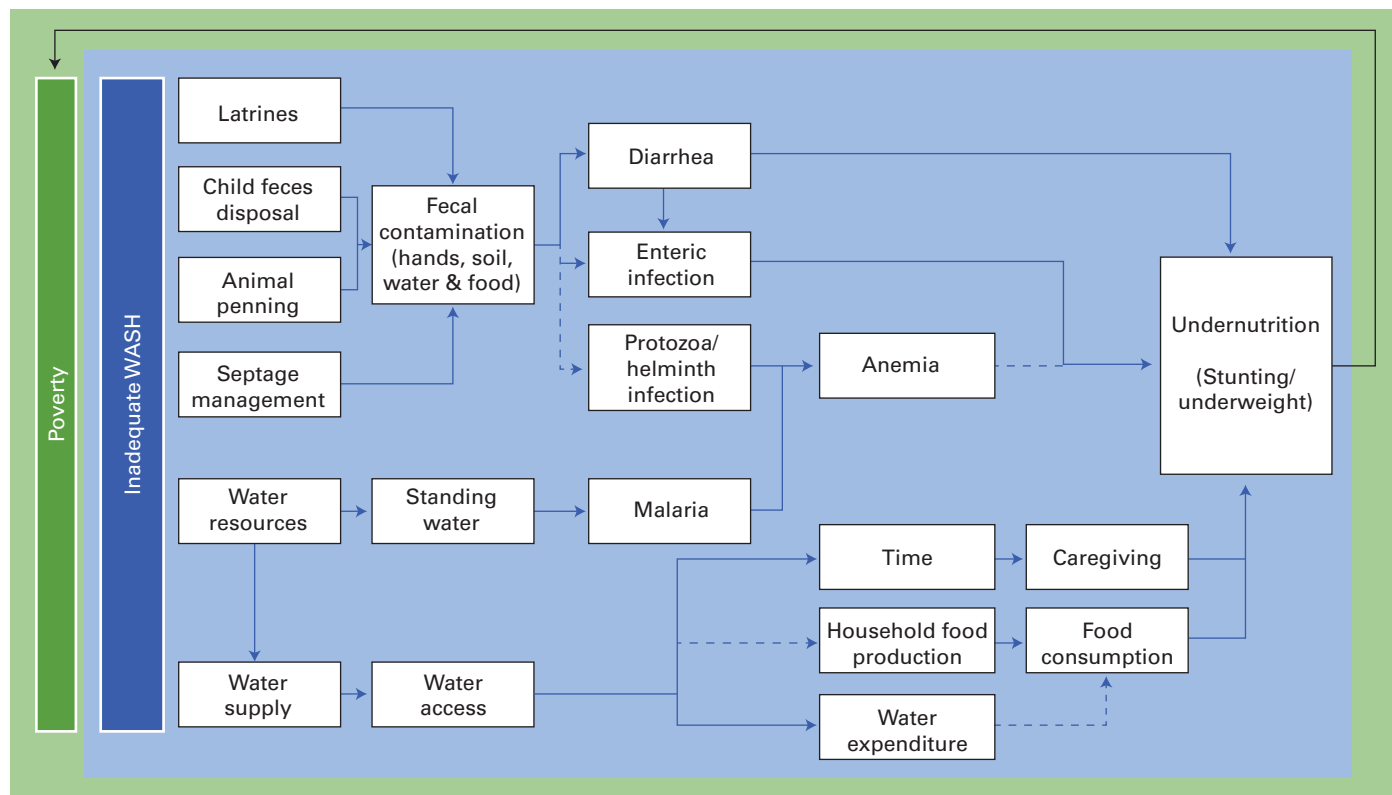 Poverty
Inadequate WASH
Latrines
Child feces
disposal
Animal
penning
Septage
management
Fecal
contamination
(hands, soil,
water & food)
Diarrhea
Enteric
infection
Protozoa/
helminth
infection
Anemia
Undernutrition
(Stunting/
underweight)
Water
resources
Standing
water
Malaria
Time
Caregiving
Household food
production
Food
consumption
Water
supply
Water
access
Water
expenditure